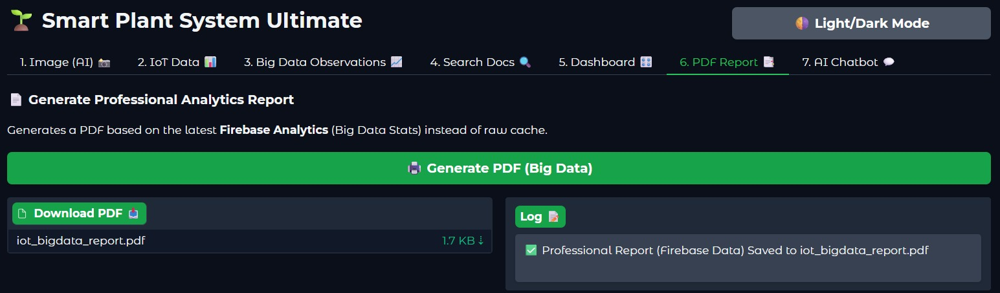 🌱 Smart Plant System Ultimate
🌗 Light/Dark Mode
1. Image (AI) 📸
2. IoT Data 📊
3. Big Data Observations 📈
4. Search Docs 🔍
5. Dashboard 🎛️
6. PDF Report 📑
7. AI Chatbot 💬
📄 Generate Professional Analytics Report
Generates a PDF based on the latest Firebase Analytics (Big Data Stats) instead of raw cache.
🖨️ Generate PDF (Big Data)
Download PDF 📥
iot_bigdata_report.pdf
1.7 KB ⇣
Log 📝
✅ Professional Report (Firebase Data) Saved to iot_bigdata_report.pdf